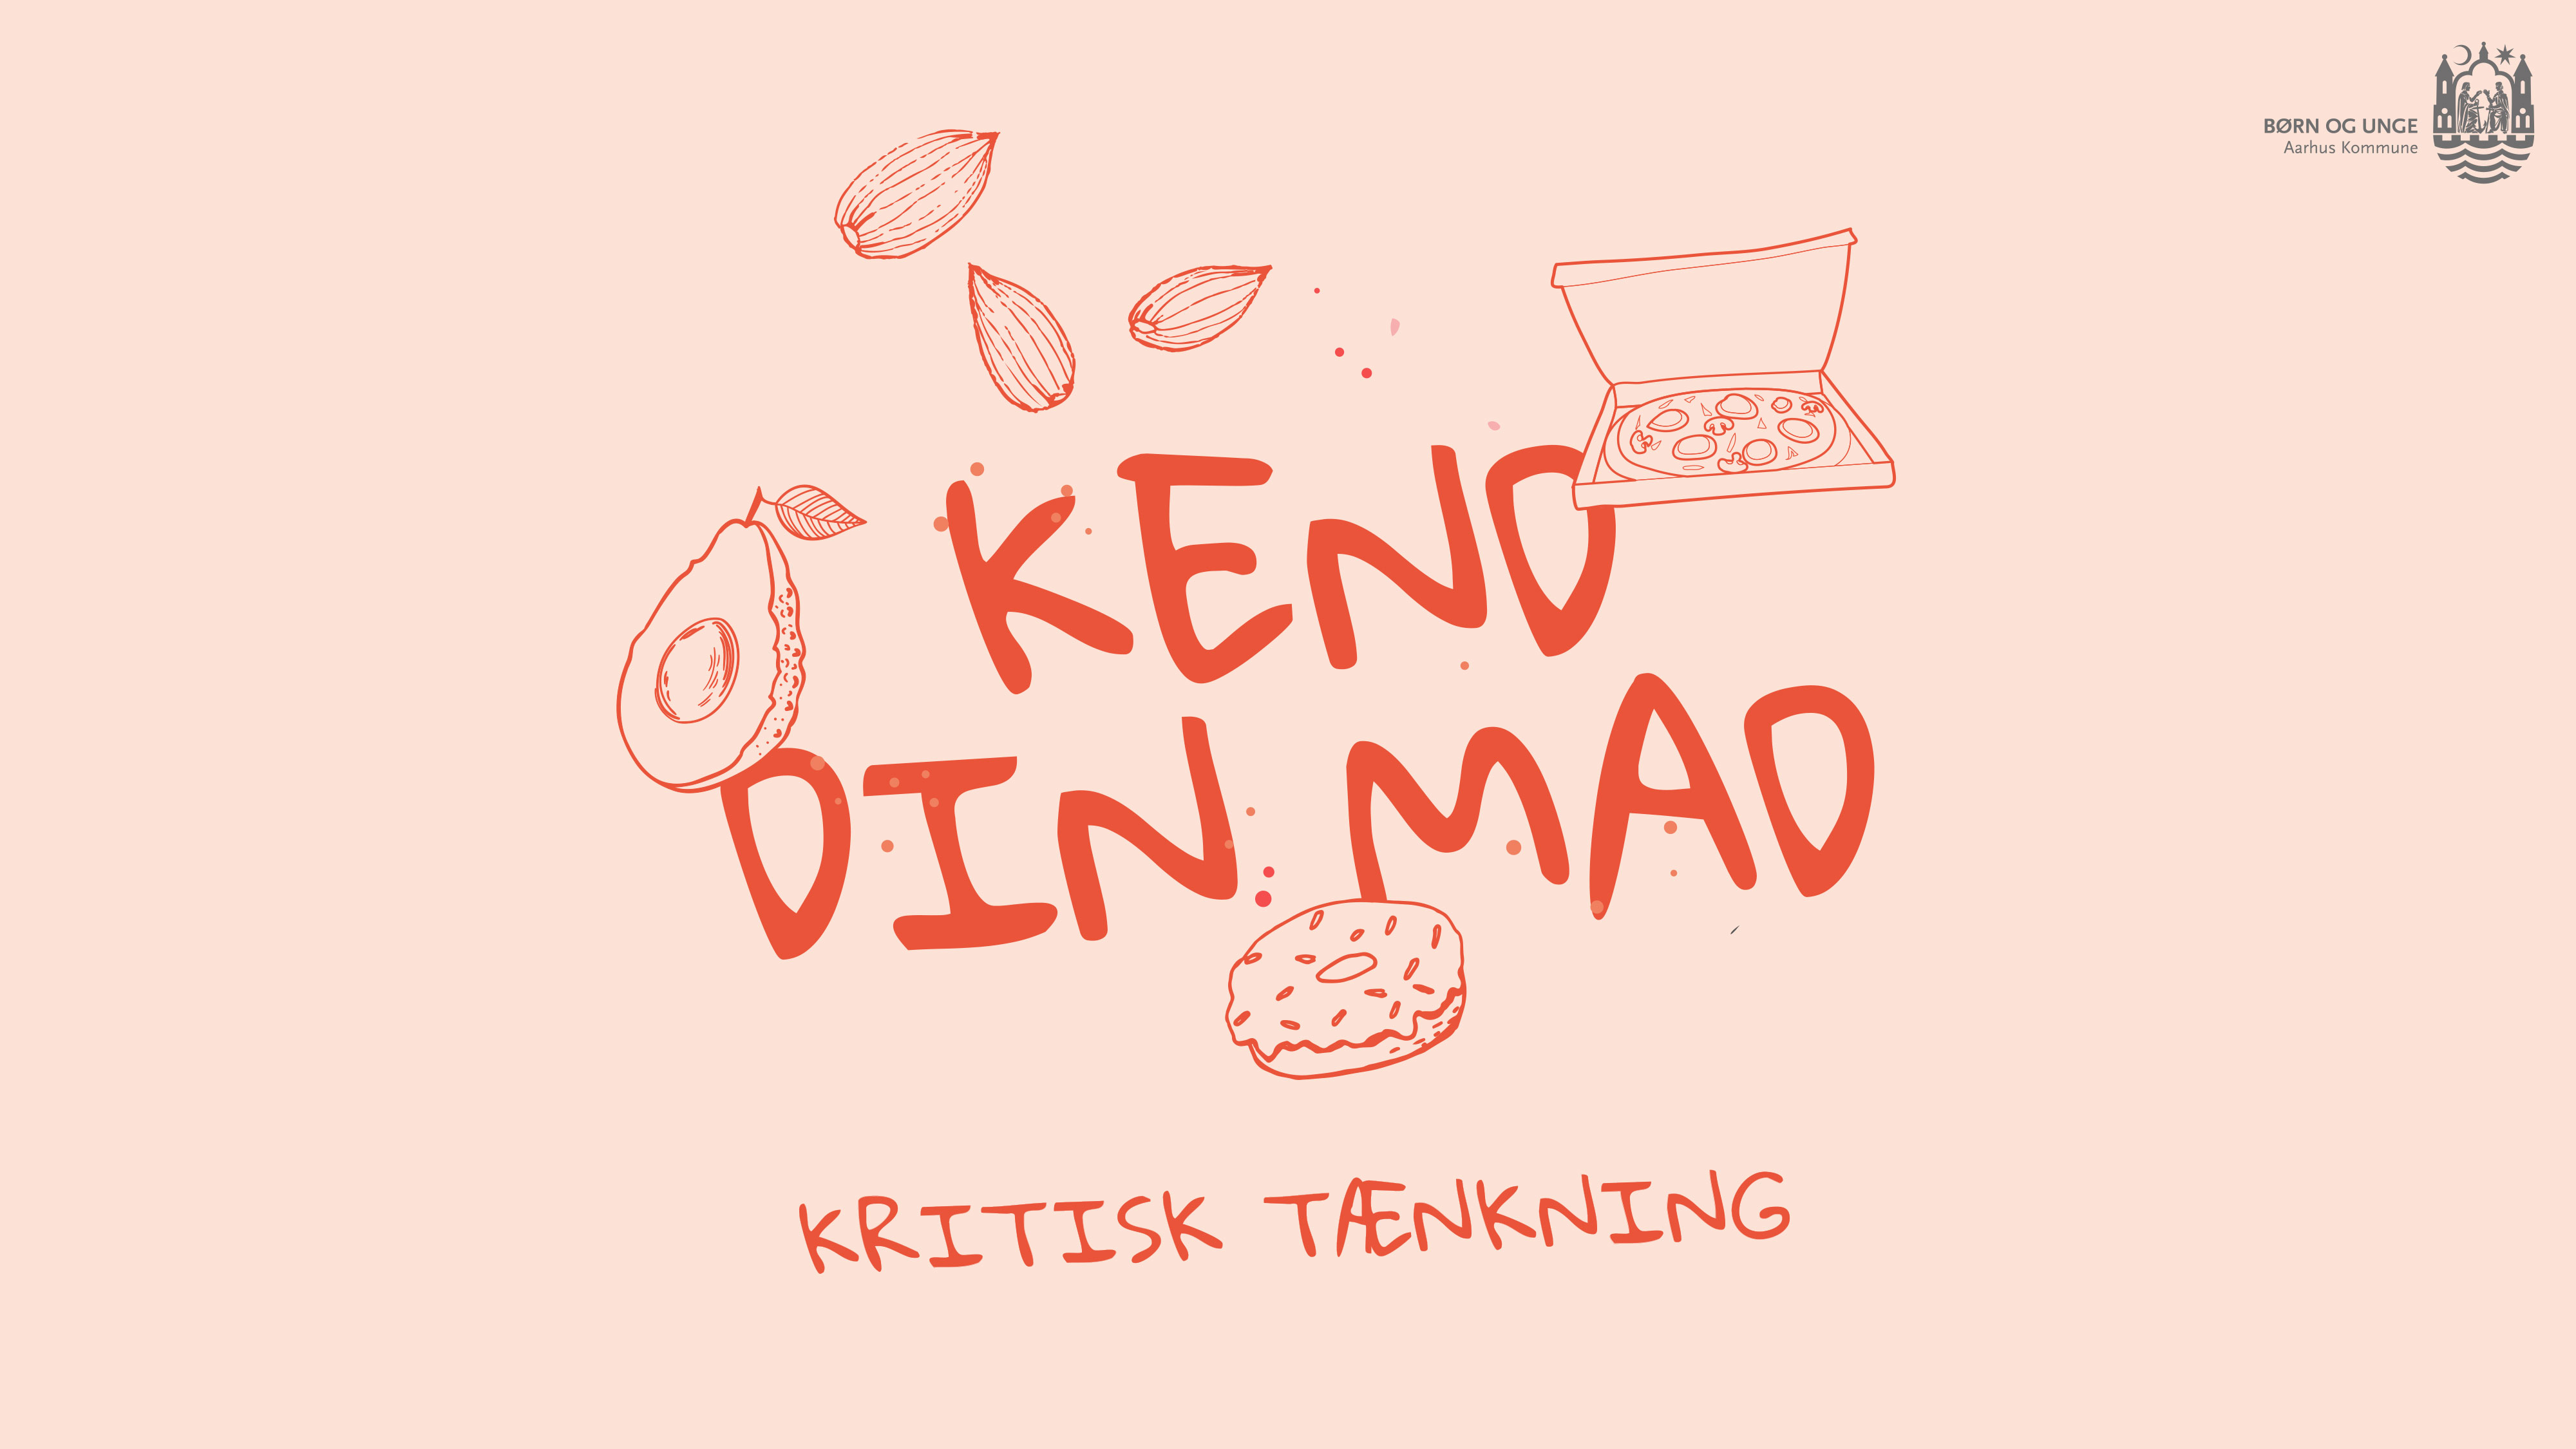 BØRN OG UNGE
Aarhus Kommune
KEND
DIN MAD
KRITISK TÆNKNING